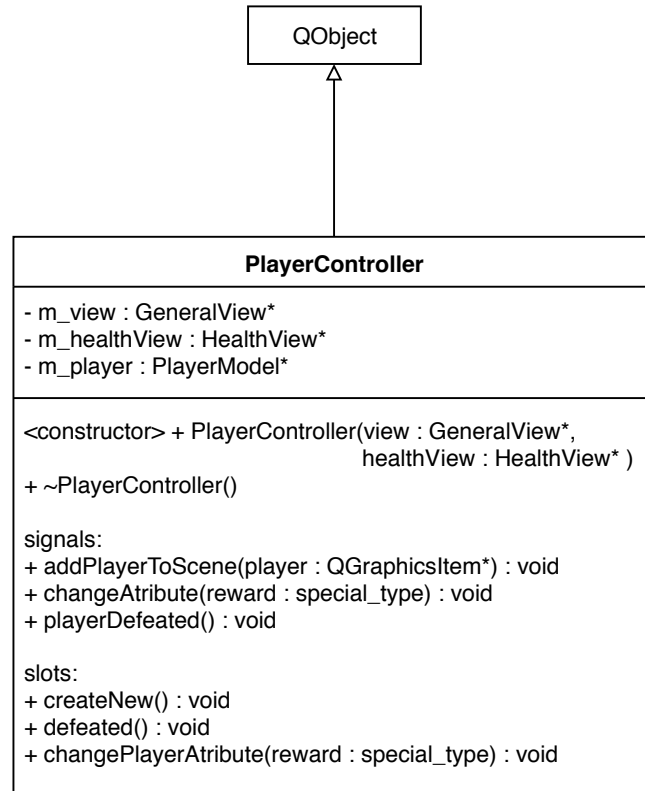 QObject
PlayerController
- m_view : GeneralView*
- m_healthView : HealthView*
- m_player : PlayerModel*
<constructor> + PlayerController(view : GeneralView*,
healthView : HealthView* )
+ ~PlayerController()
signals:
+ addPlayerToScene(player : QGraphicsItem*) : void
+ changeAtribute(reward : special_type) : void
+ playerDefeated() : void
slots:
+ createNew() : void
+ defeated() : void
+ changePlayerAtribute(reward : special_type) : void